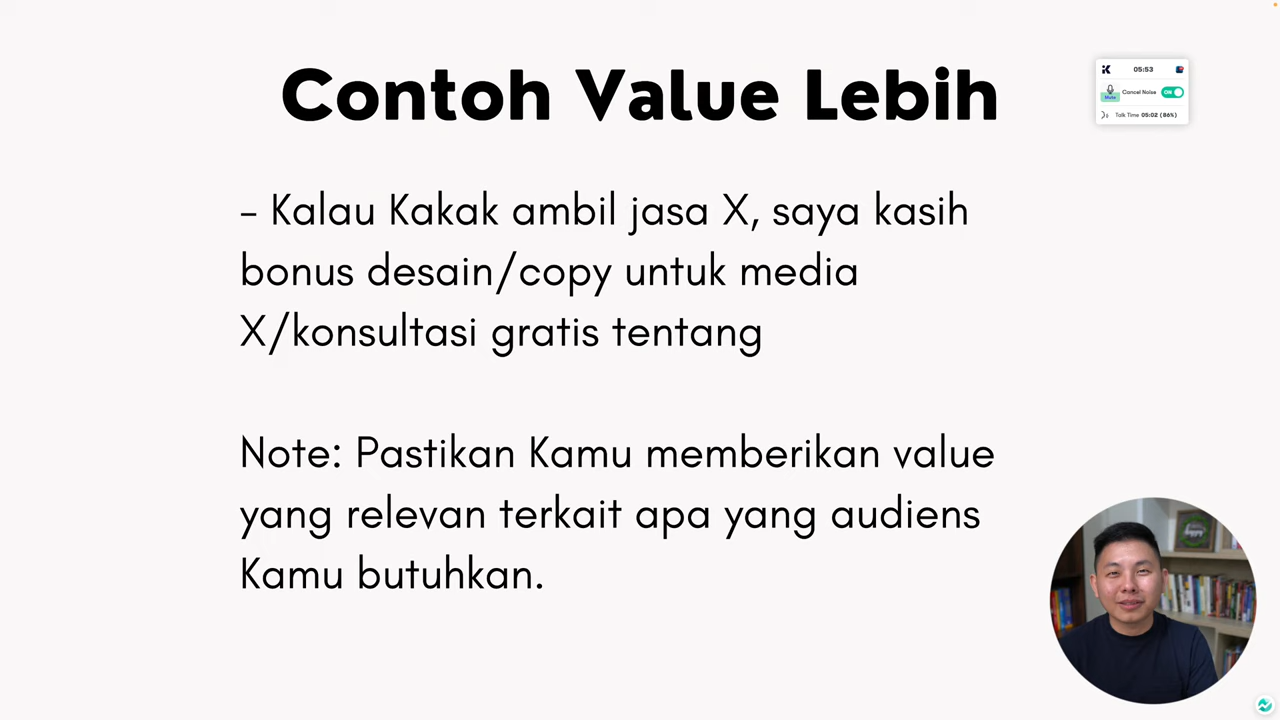 Contoh Value Lebih
05:53
Mute
Cancel Noise
ON
Talk Time 05:02 (86%)
- Kalau Kakak ambil jasa X, saya kasih
bonus desain/copy untuk media
X/konsultasi gratis tentang
Note: Pastikan Kamu memberikan value
yang relevan terkait apa yang audiens
Kamu butuhkan.